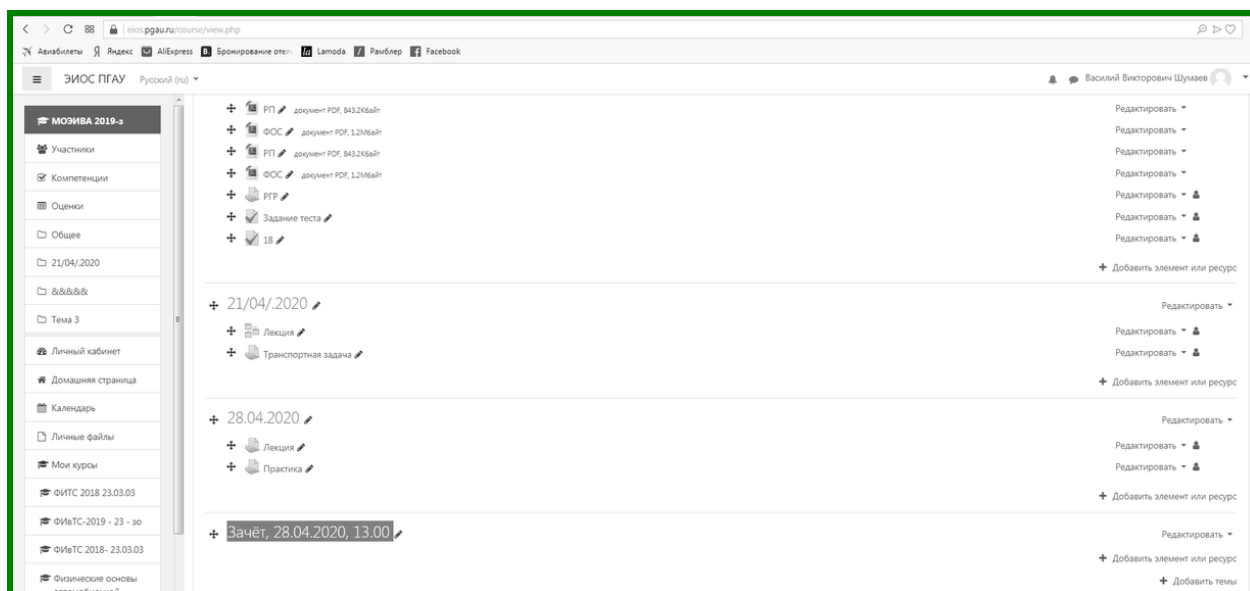 eios.pgau.ru/course/view.php
Авиабилеты Яндекс AliExpress Бронирование отел Lamoda Рамблер Facebook
ЭИОС ПГАУ Русский (ru) Василий Викторович Шумаев
МОЭИВА 2019-з
Участники
Компетенции
Оценки
Общее
21/04/.2020
&&&&&
Тема 3
Личный кабинет
Домашняя страница
Календарь
Личные файлы
Мои курсы
ФИТС 2018 23.03.03
ФИвТС-2019 - 23 - зо
ФИвТС 2018- 23.03.03
Физические основы
РП документ PDF, 843.2Кбайт Редактировать
ФОС документ PDF, 1.2Мбайт Редактировать
РП документ PDF, 843.2Кбайт Редактировать
ФОС документ PDF, 1.2Мбайт Редактировать
РГР Редактировать
Задание теста Редактировать
18 Редактировать
Добавить элемент или ресурс
21/04/.2020 Редактировать
Лекция Редактировать
Транспортная задача Редактировать
Добавить элемент или ресурс
28.04.2020 Редактировать
Лекция Редактировать
Практика Редактировать
Добавить элемент или ресурс
Зачёт, 28.04.2020, 13.00 Редактировать
Добавить элемент или ресурс
Добавить темы